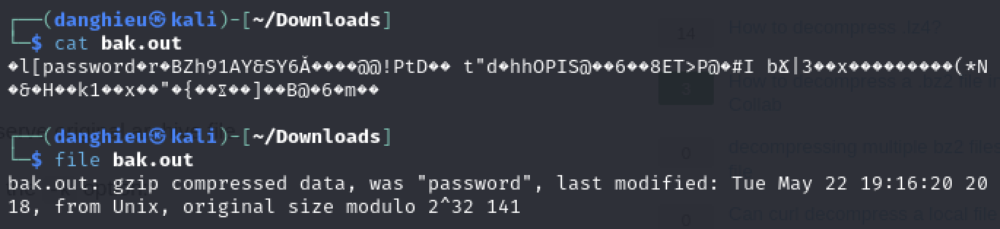 ┌──(danghieu㉿kali)-[~/Downloads]
└─$ cat bak.out
�l[password�r�BZh91AY&SY6Ă����@@!PtD�� t"d�hhOPIS@��6��8ET>P@�#I bX|3��x����������(*N
�&�H��k1��x��"�{��⧖��]��B@�6�m��
┌──(danghieu㉿kali)-[~/Downloads]
└─$ file bak.out
bak.out: gzip compressed data, was "password", last modified: Tue May 22 19:16:20 20
18, from Unix, original size modulo 2^32 141
14
How to decompress .lz4?
3
How to decompress a .bz2 file in
Collab
0
decompressing multiple bz2 files
file
0
Can curl decompress a local file